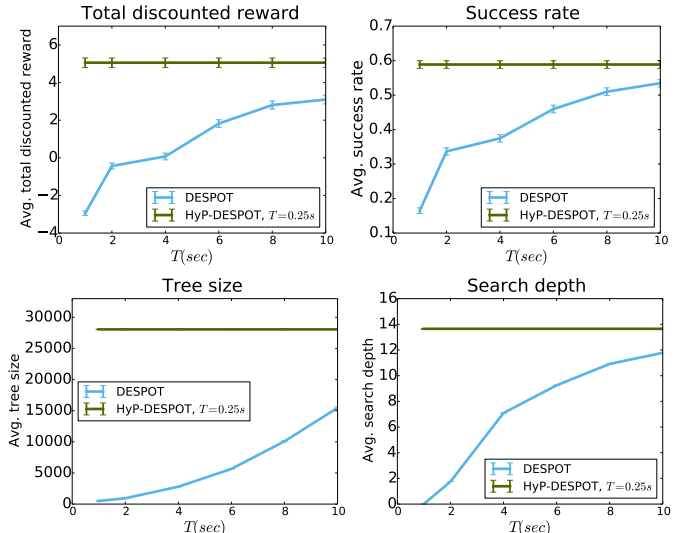 Total discounted reward
Avg. total discounted reward
6
4
2
0
−2
−4
0 2 4 6 8 10
T(sec)
DESPOT
HyP-DESPOT, T=0.25s
Success rate
Avg. success rate
0.7
0.6
0.5
0.4
0.3
0.2
0.1
0 2 4 6 8 10
T(sec)
DESPOT
HyP-DESPOT, T=0.25s
Tree size
Avg. tree size
30000
25000
20000
15000
10000
5000
0
0 2 4 6 8 10
T(sec)
DESPOT
HyP-DESPOT, T=0.25s
Search depth
Avg. search depth
16
14
12
10
8
6
4
2
0
0 2 4 6 8 10
T(sec)
DESPOT
HyP-DESPOT, T=0.25s